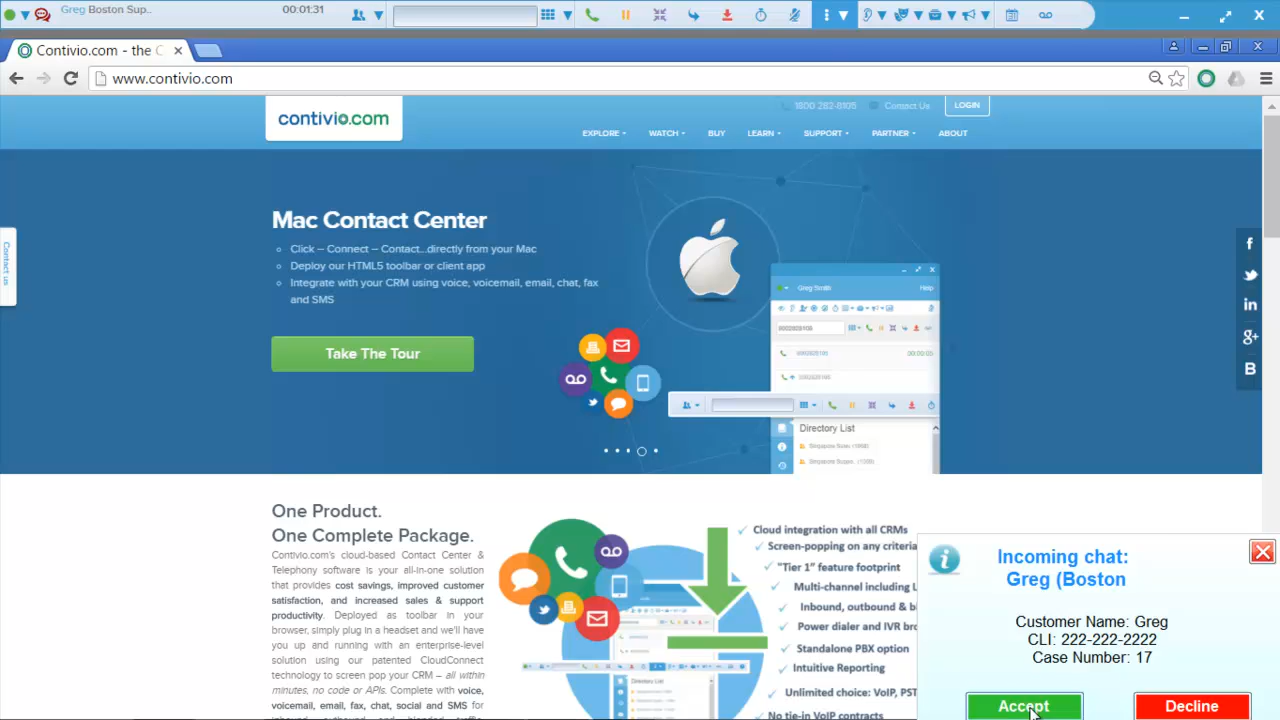 Greg Boston Sup..
00:01:31
Contivio.com - the C
www.contivio.com
1800 282-8105
Contact Us
LOGIN
contivio.com
EXPLORE
WATCH
BUY
LEARN
SUPPORT
PARTNER
ABOUT
Contact us
Mac Contact Center
Click – Connect – Contact...directly from your Mac
Deploy our HTML5 toolbar or client app
Integrate with your CRM using voice, voicemail, email, chat, fax
and SMS
Take The Tour
Greg Smith
Help
Directory List
One Product.
One Complete Package.
Contivio.com's cloud-based Contact Center &
Telephony software is your all-in-one solution
that provides cost savings, improved customer
satisfaction, and increased sales & support
productivity. Deployed as toolbar in your
browser, simply plug in a headset and we'll have
you up and running with an enterprise-level
solution using our patented CloudConnect
technology to screen pop your CRM – all within
minutes, no code or APIs. Complete with voice,
voicemail, email, fax, chat, social and SMS for
Cloud integration with all CRMs
Screen-popping on any criteria
"Tier 1" feature footprint
Multi-channel including
Inbound, outbound & b
Power dialer and IVR
Standalone PBX option
Intuitive Reporting
Unlimited choice: VoIP, PST
No tie-in VoIP contracts
Incoming chat:
Greg (Boston
Customer Name: Greg
CLI: 222-222-2222
Case Number: 17
Accept
Decline